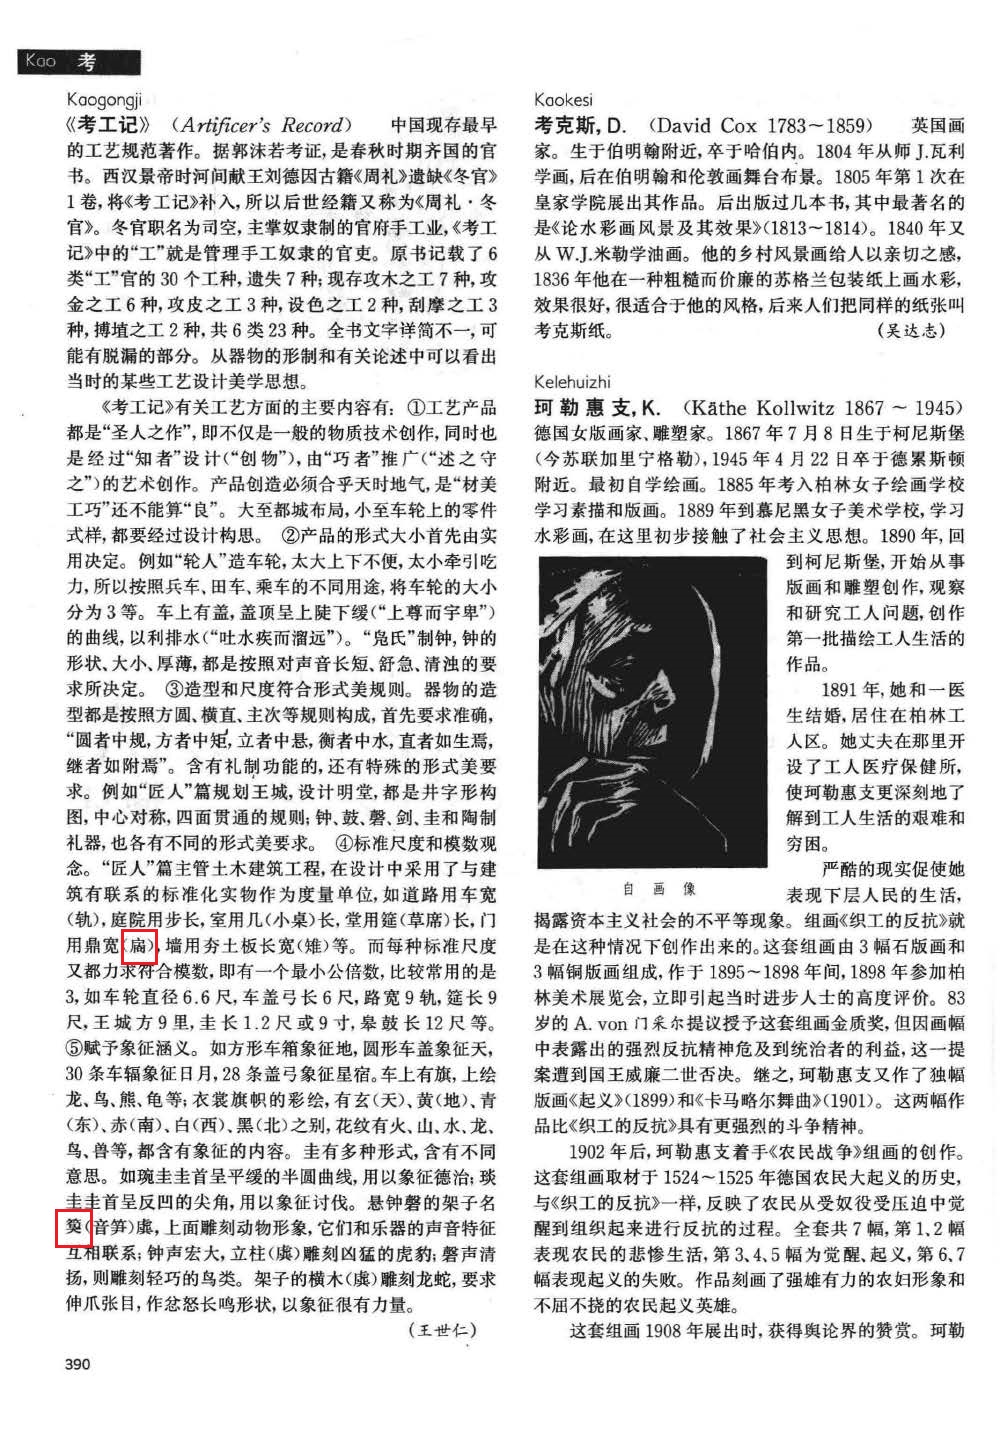 Kao 考
Kaogongji
《考工记》 (Artificer's Record) 中国现存最早
的工艺规范著作。据郭沫若考证,是春秋时期齐国的官
书。西汉景帝时河间献王刘德因古籍《周礼》遗缺《冬官》
1卷,将《考工记》补入,所以后世经籍又称为《周礼·冬
官》。冬官职名为司空,主掌奴隶制的官府手工业,《考工
记》中的“工”就是管理手工奴隶的官吏。原书记载了6
类“工”官的30个工种,遗失7种;现存攻木之工7种,攻
金之工6种,攻皮之工3种,设色之工2种,刮摩之工3
种,搏埴之工2种,共6类23种。全书文字详简不一,可
能有脱漏的部分。从器物的形制和有关论述中可以看出
当时的某些工艺设计美学思想。
《考工记》有关工艺方面的主要内容有: ①工艺产品
都是“圣人之作”,即不仅是一般的物质技术创作,同时也
是经过“知者”设计(“创物”),由“巧者”推广(“述之守
之”)的艺术创作。产品创造必须合乎天时地气,是“材美
工巧”还不能算“良”。大至都城布局,小至车轮上的零件
式样,都要经过设计构思。 ②产品的形式大小首先由实
用决定。例如“轮人”造车轮,太大上下不便,太小牵引吃
力,所以按照兵车、田车、乘车的不同用途,将车轮的大小
分为3等。车上有盖,盖顶呈上陡下缓(“上尊而宇卑”)
的曲线,以利排水(“吐水疾而溜远”)。“凫氏”制钟,钟的
形状、大小、厚薄,都是按照对声音长短、舒急、清浊的要
求所决定。 ③造型和尺度符合形式美规则。器物的造
型都是按照方圆、横直、主次等规则构成,首先要求准确,
“圆者中规,方者中矩,立者中悬,衡者中水,直者如生焉,
继者如附焉”。含有礼制功能的,还有特殊的形式美要
求。例如“匠人”篇规划王城,设计明堂,都是井字形构
图,中心对称,四面贯通的规则;钟、鼓、磬、剑、圭和陶制
礼器,也各有不同的形式美要求。 ④标准尺度和模数观
念。“匠人”篇主管土木建筑工程,在设计中采用了与建
筑有联系的标准化实物作为度量单位,如道路用车宽
(轨),庭院用步长,室用几(小桌)长,堂用筵(草席)长,门
用鼎宽(扃),墙用夯土板长宽(雉)等。而每种标准尺度
又都力求符合模数,即有一个最小公倍数,比较常用的是
3,如车轮直径6.6尺,车盖弓长6尺,路宽9轨,筵长9
尺,王城方9里,圭长1.2尺或9寸,皋鼓长12尺等。
⑤赋予象征涵义。如方形车箱象征地,圆形车盖象征天,
30条车辐象征日月,28条盖弓象征星宿。车上有旗,上绘
龙、鸟、熊、龟等;衣裳旗帜的彩绘,有玄(天)、黄(地)、青
(东)、赤(南)、白(西)、黑(北)之别,花纹有火、山、水、龙、
鸟、兽等,都含有象征的内容。圭有多种形式,含有不同
意思。如琬圭圭首呈平缓的半圆曲线,用以象征德治;琰
圭圭首呈反凹的尖角,用以象征讨伐。悬钟磬的架子名
簨(音笋)虡,上面雕刻动物形象,它们和乐器的声音特征
互相联系;钟声宏大,立柱(虡)雕刻凶猛的虎豹;磬声清
扬,则雕刻轻巧的鸟类。架子的横木(虡)雕刻龙蛇,要求
伸爪张目,作忿怒长鸣形状,以象征很有力量。
(王世仁)
390
Kaokesi
考克斯,D. (David Cox 1783～1859) 英国画
家。生于伯明翰附近,卒于哈伯内。1804年从师J.瓦利
学画,后在伯明翰和伦敦画舞台布景。1805年第1次在
皇家学院展出其作品。后出版过几本书,其中最著名的
是《论水彩画风景及其效果》(1813～1814)。1840年又
从W.J.米勒学油画。他的乡村风景画给人以亲切之感,
1836年他在一种粗糙而价廉的苏格兰包装纸上画水彩,
效果很好,很适合于他的风格,后来人们把同样的纸张叫
考克斯纸。 (吴达志)
Kelehuizhi
珂勒惠支,K. (Käthe Kollwitz 1867～1945)
德国女版画家、雕塑家。1867年7月8日生于柯尼斯堡
(今苏联加里宁格勒),1945年4月22日卒于德累斯顿
附近。最初自学绘画。1885年考入柏林女子绘画学校
学习素描和版画。1889年到慕尼黑女子美术学校,学习
水彩画,在这里初步接触了社会主义思想。1890年,回
到柯尼斯堡,开始从事
版画和雕塑创作,观察
和研究工人问题,创作
第一批描绘工人生活的
作品。
1891年,她和一医
生结婚,居住在柏林工
人区。她丈夫在那里开
设了工人医疗保健所,
使珂勒惠支更深刻地了
解到工人生活的艰难和
穷困。
严酷的现实促使她
表现下层人民的生活,
自画像
揭露资本主义社会的不平等现象。组画《织工的反抗》就
是在这种情况下创作出来的。这套组画由3幅石版画和
3幅铜版画组成,作于1895～1898年间,1898年参加柏
林美术展览会,立即引起当时进步人士的高度评价。83
岁的A.von门采尔提议授予这套组画金质奖,但因画幅
中表露出的强烈反抗精神危及到统治者的利益,这一提
案遭到国王威廉二世否决。继之,珂勒惠支又作了独幅
版画《起义》(1899)和《卡马略尔舞曲》(1901)。这两幅作
品比《织工的反抗》具有更强烈的斗争精神。
1902年后,珂勒惠支着手《农民战争》组画的创作。
这套组画取材于1524～1525年德国农民大起义的历史,
与《织工的反抗》一样,反映了农民从受奴役受压迫中觉
醒到组织起来进行反抗的过程。全套共7幅,第1、2幅
表现农民的悲惨生活,第3、4、5幅为觉醒、起义,第6、7
幅表现起义的失败。作品刻画了强雄有力的农妇形象和
不屈不挠的农民起义英雄。
这套组画1908年展出时,获得舆论界的赞赏。珂勒